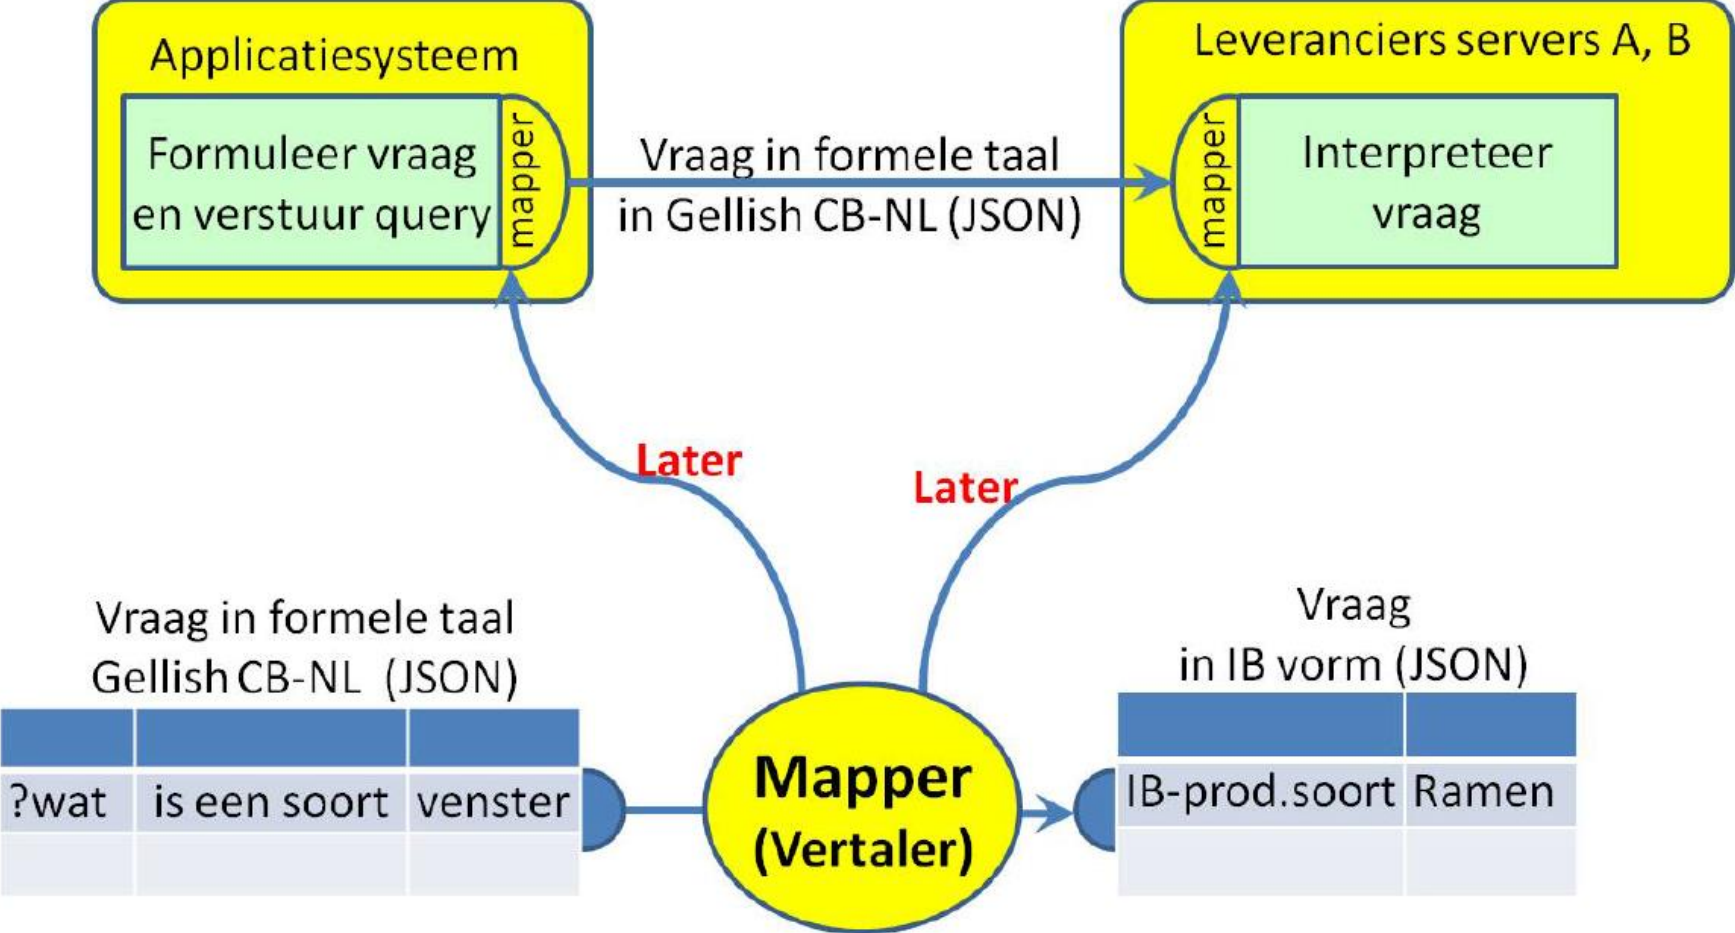 Applicatiesysteem
Formuleer vraag
en verstuur query
mapper
Vraag in formele taal
in Gellish CB-NL (JSON)
Leveranciers servers A, B
mapper
Interpreteer
vraag
Later
Later
Vraag in formele taal
Gellish CB-NL (JSON)
?wat is een soort venster
Mapper
(Vertaler)
Vraag
in IB vorm (JSON)
IB-prod.soort Ramen